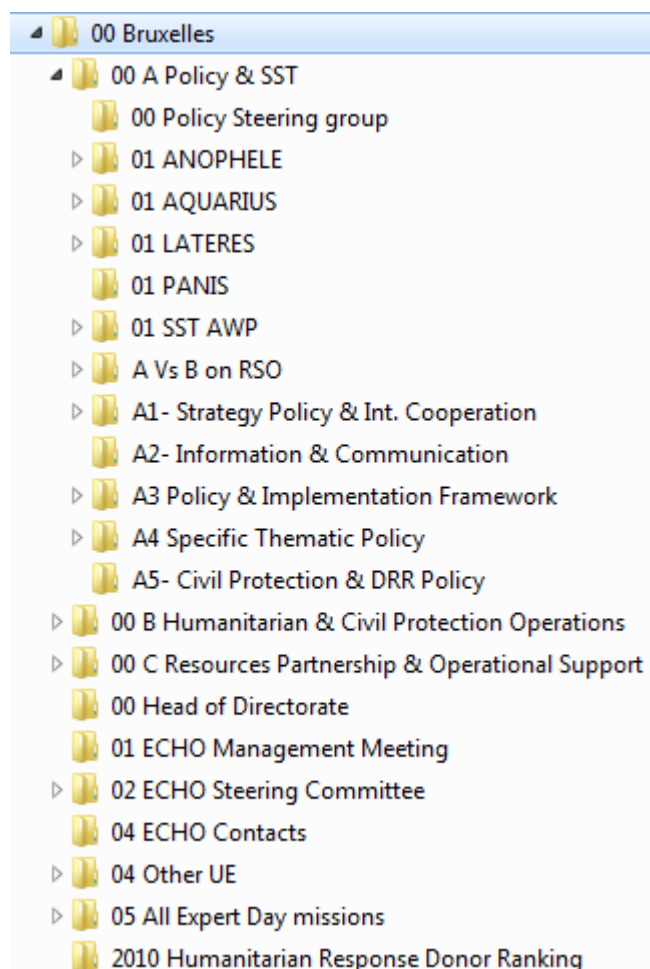 00 Bruxelles
00 A Policy & SST
00 Policy Steering group
01 ANOPHELE
01 AQUARIUS
01 LATERES
01 PANIS
01 SST AWP
A Vs B on RSO
A1- Strategy Policy & Int. Cooperation
A2- Information & Communication
A3 Policy & Implementation Framework
A4 Specific Thematic Policy
A5- Civil Protection & DRR Policy
00 B Humanitarian & Civil Protection Operations
00 C Resources Partnership & Operational Support
00 Head of Directorate
01 ECHO Management Meeting
02 ECHO Steering Committee
04 ECHO Contacts
04 Other UE
05 All Expert Day missions
2010 Humanitarian Response Donor Ranking